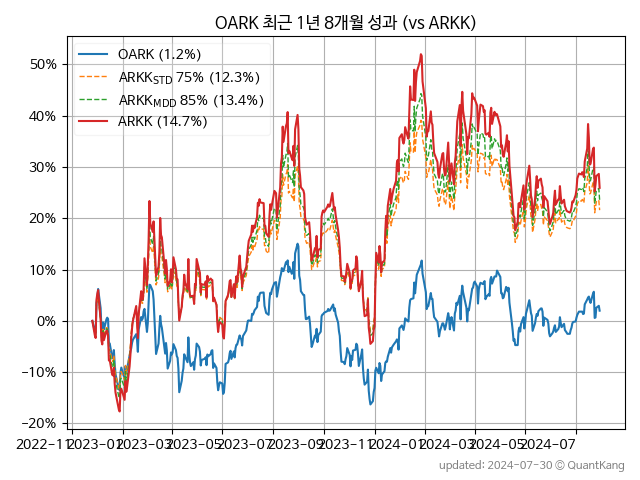 OARK 최근 1년 8개월 성과 (vs ARKK)
OARK (1.2%)
ARKK_STD 75% (12.3%)
ARKK_MDD 85% (13.4%)
ARKK (14.7%)
50%
40%
30%
20%
10%
0%
−10%
−20%
2022-11 2023-01 2023-03 2023-05 2023-07 2023-09 2023-11 2024-01 2024-03 2024-05 2024-07
updated: 2024-07-30 © QuantKang